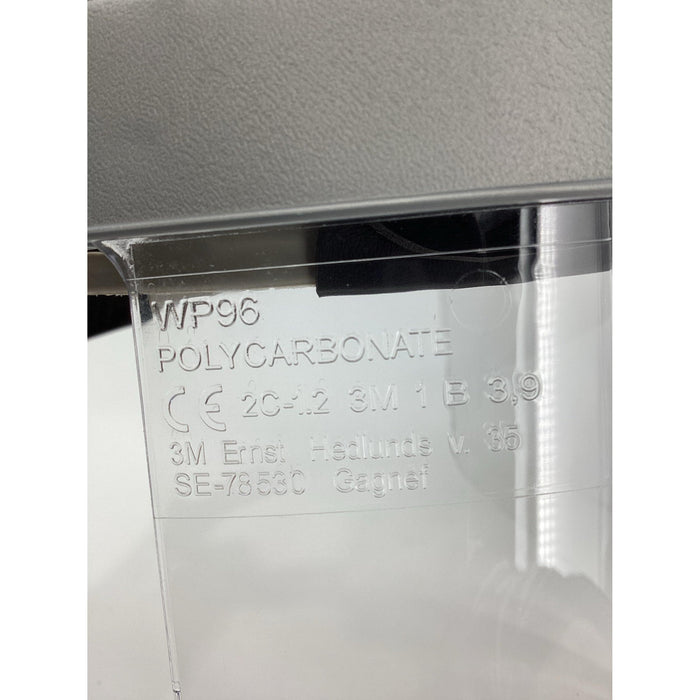 WP96
POLYCARBONATE
CE 2C-1.2 3M 1 B 3,9
3M Ernst Hedlunds v. 35
SE-78530 Gagnef